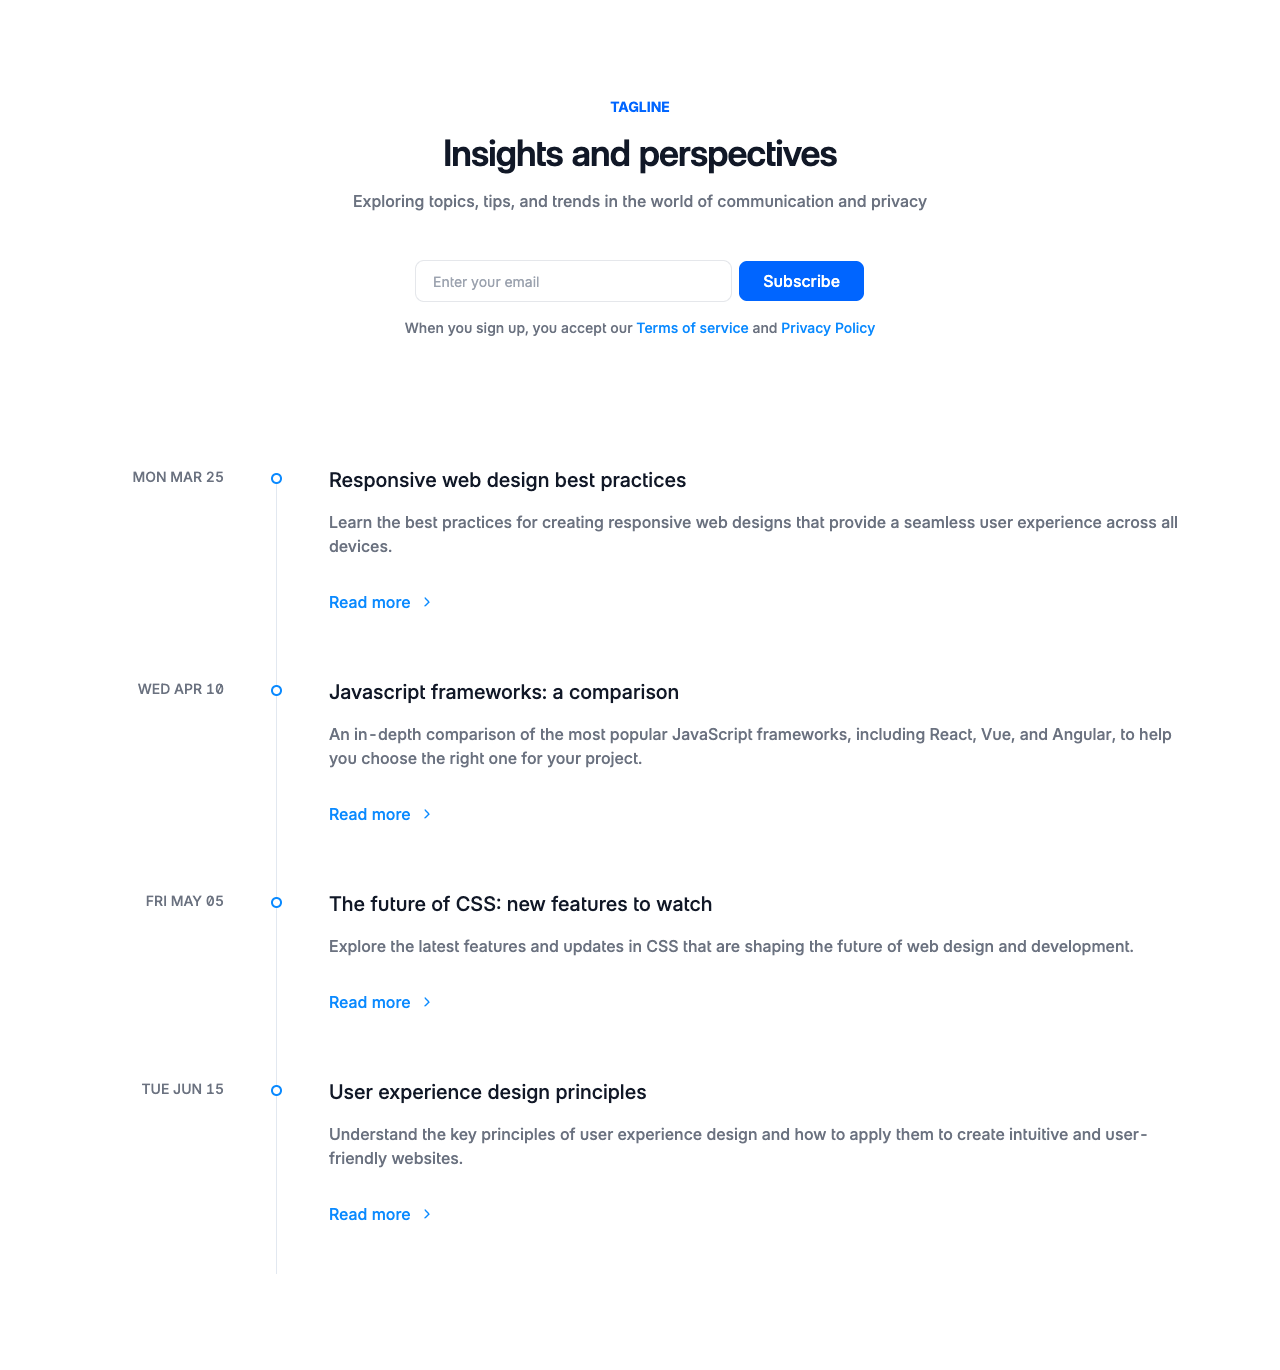 TAGLINE
Insights and perspectives
Exploring topics, tips, and trends in the world of communication and privacy
Enter your email
Subscribe
When you sign up, you accept our Terms of service and Privacy Policy
MON MAR 25
Responsive web design best practices
Learn the best practices for creating responsive web designs that provide a seamless user experience across all
devices.
Read more
WED APR 10
Javascript frameworks: a comparison
An in-depth comparison of the most popular JavaScript frameworks, including React, Vue, and Angular, to help
you choose the right one for your project.
Read more
FRI MAY 05
The future of CSS: new features to watch
Explore the latest features and updates in CSS that are shaping the future of web design and development.
Read more
TUE JUN 15
User experience design principles
Understand the key principles of user experience design and how to apply them to create intuitive and user-
friendly websites.
Read more